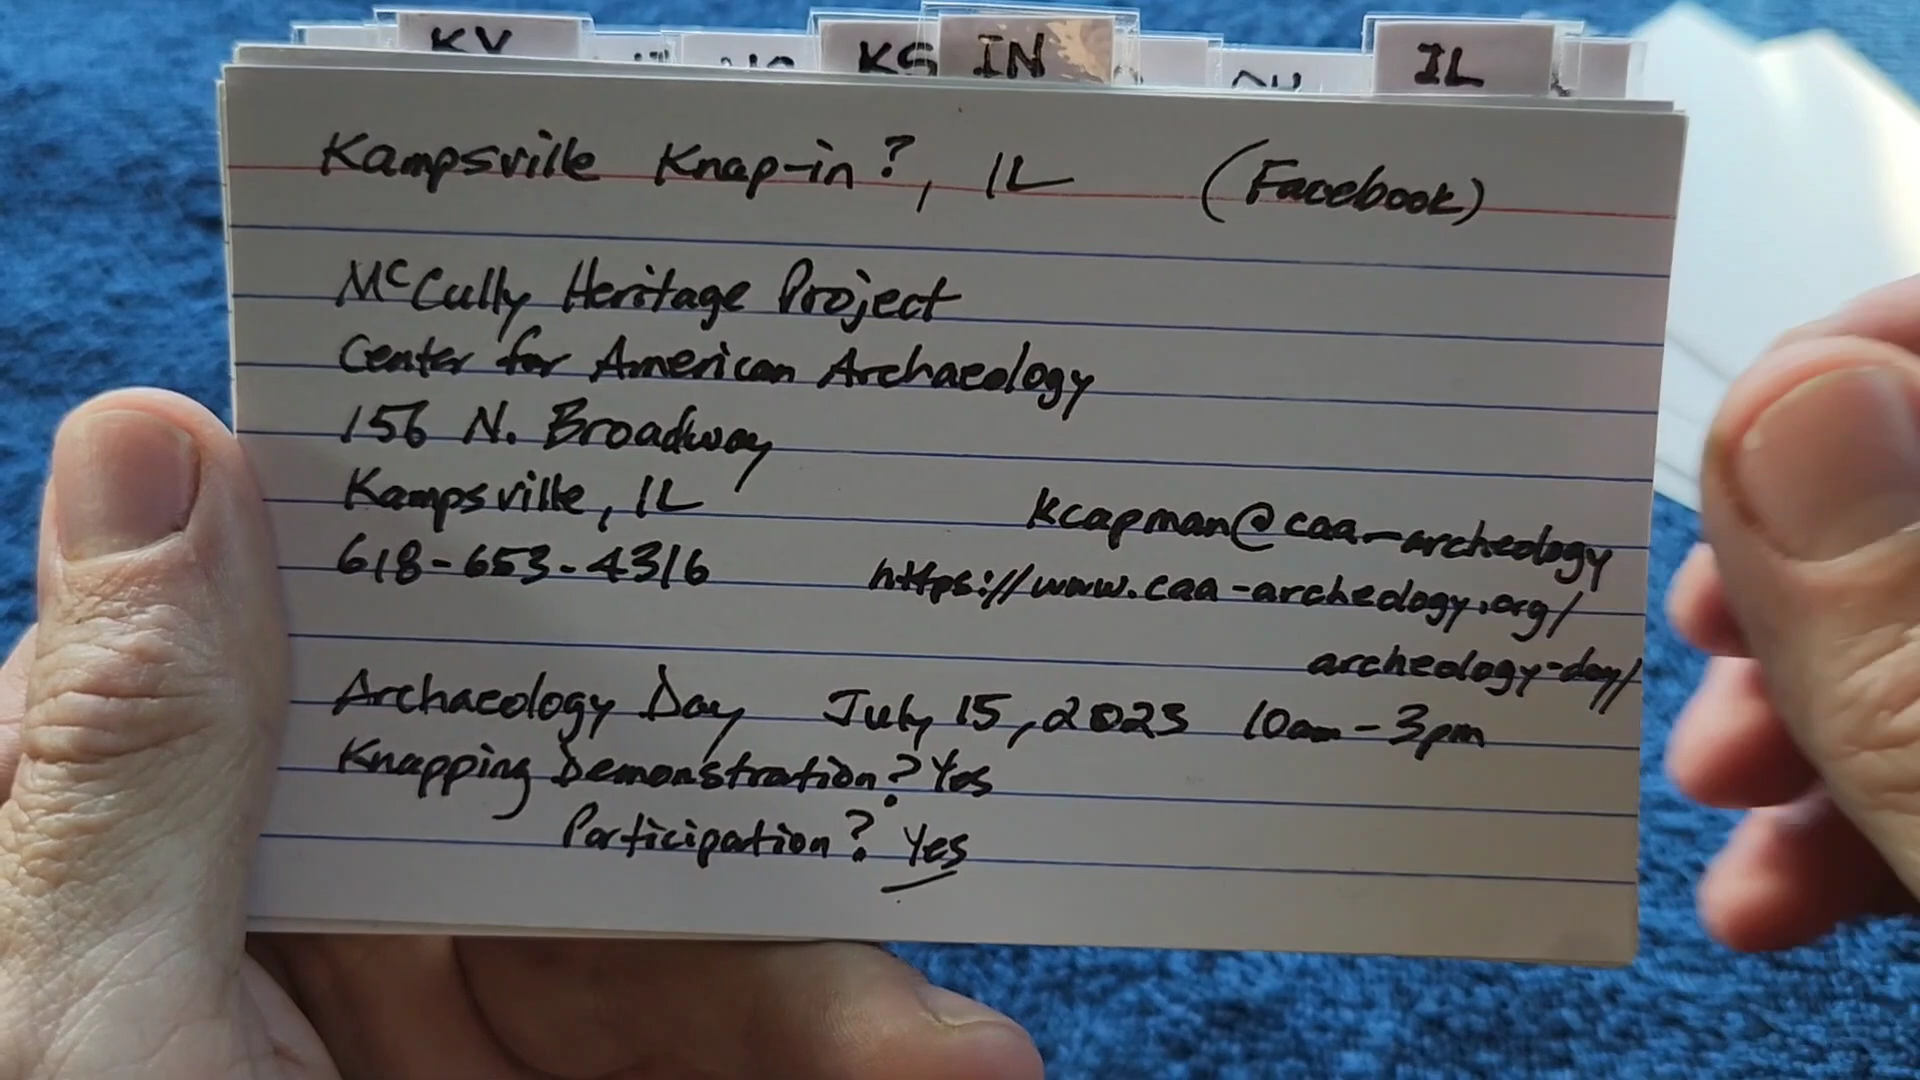 KV KS IN IL
Kampsville Knap-in?, IL (Facebook)
McCully Heritage Project
Center for American Archaeology
156 N. Broadway
Kampsville, IL kcapman@caa-archeology
618-653-4316 https://www.caa-archeology.org/
archeology-day/
Archaeology Day July 15, 2023 10am-3pm
Knapping Demonstration? Yes
Participation? Yes